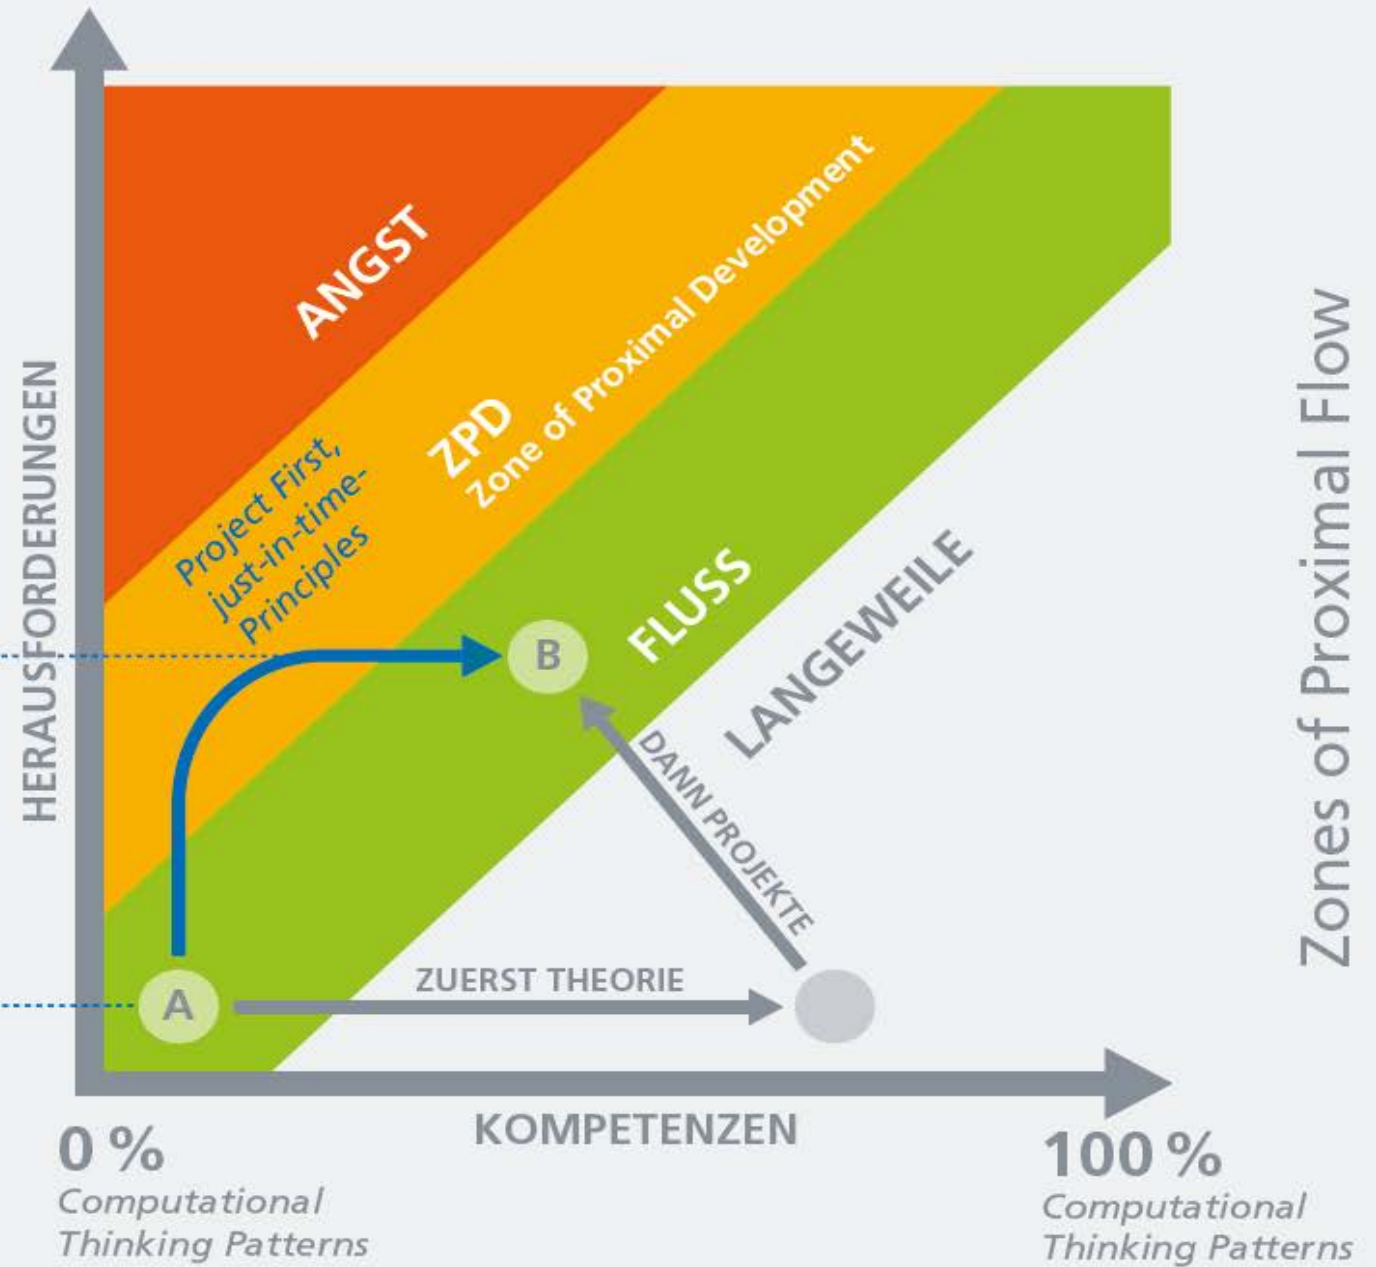 HERAUSFORDERUNGEN
ANGST
ZPD
Zone of Proximal Development
Project First,
just-in-time-
Principles
FLUSS
LANGEWEILE
B
DANN PROJEKTE
A
ZUERST THEORIE
KOMPETENZEN
0 %
Computational
Thinking Patterns
100 %
Computational
Thinking Patterns
Zones of Proximal Flow